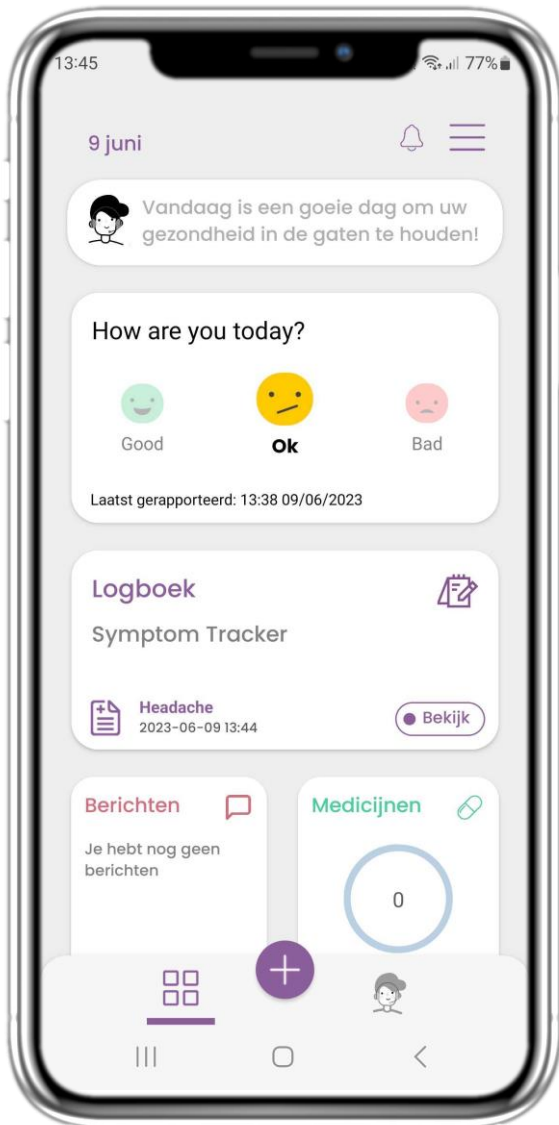 13:45
77%
9 juni
Vandaag is een goeie dag om uw
gezondheid in de gaten te houden!
How are you today?
Good
Ok
Bad
Laatst gerapporteerd: 13:38 09/06/2023
Logboek
Symptom Tracker
Headache
2023-06-09 13:44
Bekijk
Berichten
Je hebt nog geen
berichten
Medicijnen
0